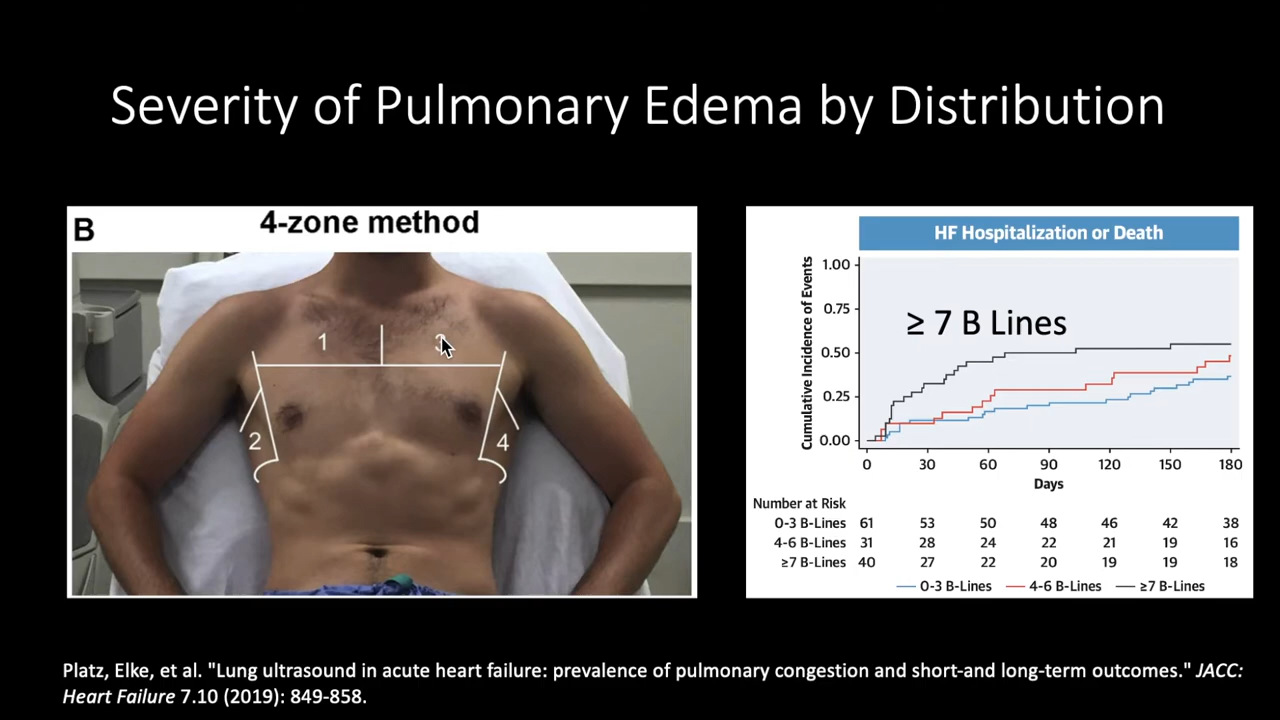 Severity of Pulmonary Edema by Distribution
B
4-zone method
1
2
4
HF Hospitalization or Death
Cumulative Incidence of Events
1.00
0.75
0.50
0.25
0.00
≥ 7 B Lines
0 30 60 90 120 150 180
Days
Number at Risk
0-3 B-Lines 61 53 50 48 46 42 38
4-6 B-Lines 31 28 24 22 21 19 16
≥7 B-Lines 40 27 22 20 19 19 18
0-3 B-Lines 4-6 B-Lines ≥7 B-Lines
Platz, Elke, et al. "Lung ultrasound in acute heart failure: prevalence of pulmonary congestion and short-and long-term outcomes." JACC:
Heart Failure 7.10 (2019): 849-858.